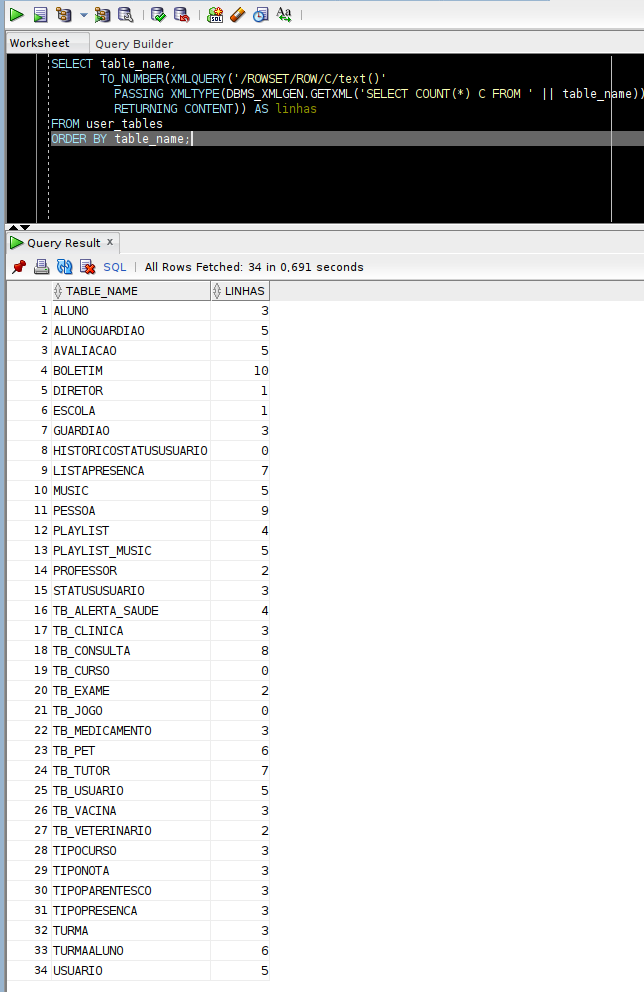 Worksheet Query Builder
SELECT table_name,
TO_NUMBER(XMLQUERY('/ROWSET/ROW/C/text()'
PASSING XMLTYPE(DBMS_XMLGEN.GETXML('SELECT COUNT(*) C FROM ' || table_name))
RETURNING CONTENT)) AS linhas
FROM user_tables
ORDER BY table_name;
Query Result x
SQL | All Rows Fetched: 34 in 0,691 seconds
TABLE_NAME LINHAS
1 ALUNO 3
2 ALUNOGUARDIAO 5
3 AVALIACAO 5
4 BOLETIM 10
5 DIRETOR 1
6 ESCOLA 1
7 GUARDIAO 3
8 HISTORICOSTATUSUSUARIO 0
9 LISTAPRESENCA 7
10 MUSIC 5
11 PESSOA 9
12 PLAYLIST 4
13 PLAYLIST_MUSIC 5
14 PROFESSOR 2
15 STATUSUSUARIO 3
16 TB_ALERTA_SAUDE 4
17 TB_CLINICA 3
18 TB_CONSULTA 8
19 TB_CURSO 0
20 TB_EXAME 2
21 TB_JOGO 0
22 TB_MEDICAMENTO 3
23 TB_PET 6
24 TB_TUTOR 7
25 TB_USUARIO 5
26 TB_VACINA 3
27 TB_VETERINARIO 2
28 TIPOCURSO 3
29 TIPONOTA 3
30 TIPOPARENTESCO 3
31 TIPOPRESENCA 3
32 TURMA 3
33 TURMAALUNO 6
34 USUARIO 5